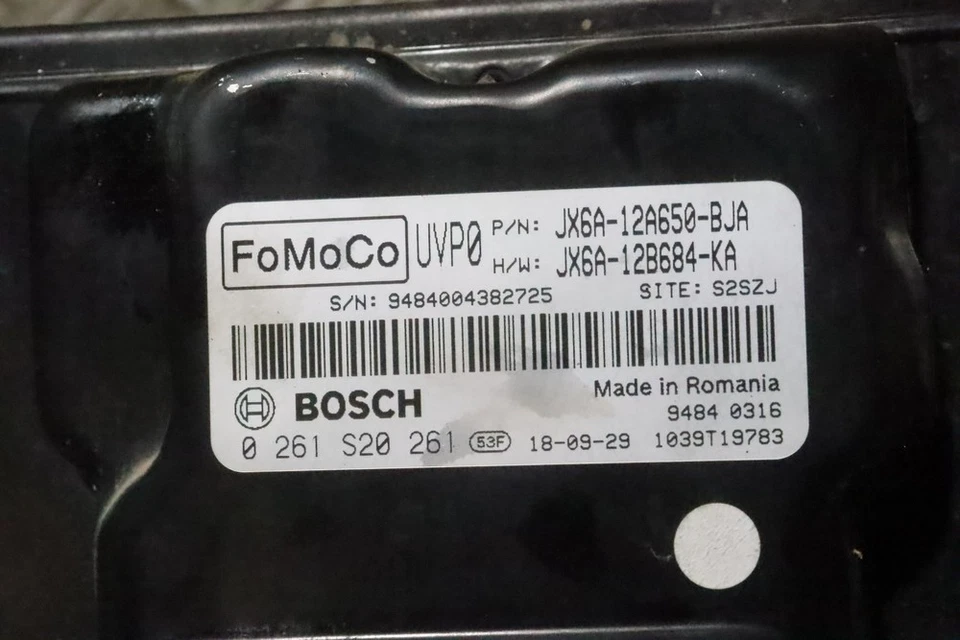 FoMoCo UVP0 P/N: JX6A-12A650-BJA
H/W: JX6A-12B684-KA
S/N: 9484004382725 SITE: S2SZJ
BOSCH Made in Romania
9484 0316
0 261 S20 261 53F 18-09-29 1039T19783